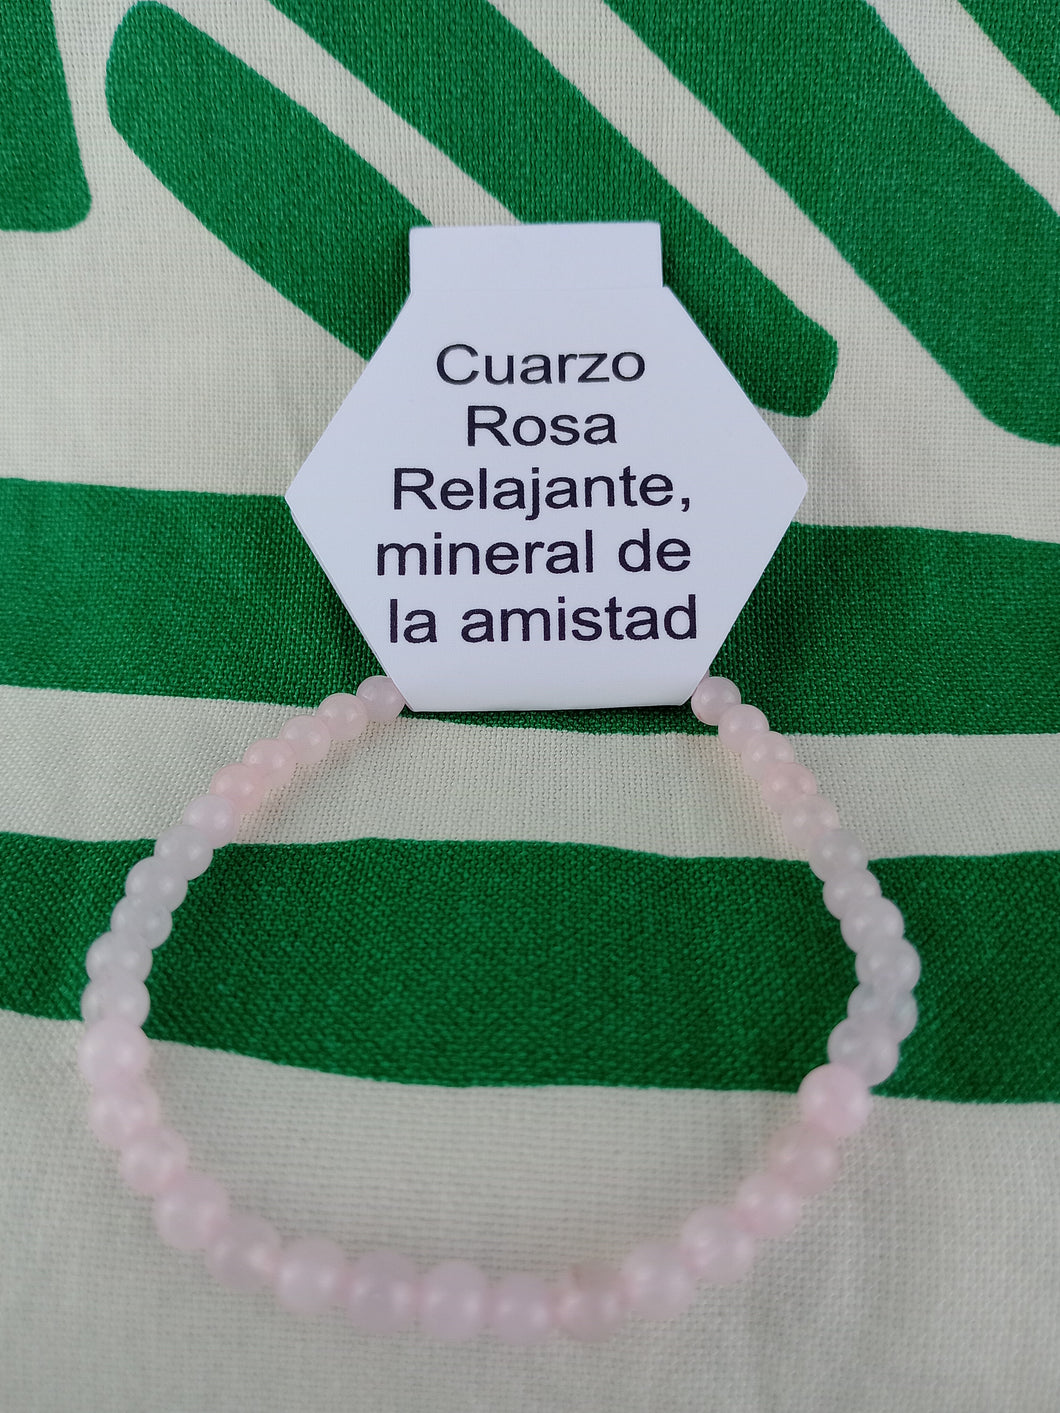 Cuarzo
Rosa
Relajante,
mineral de
la amistad